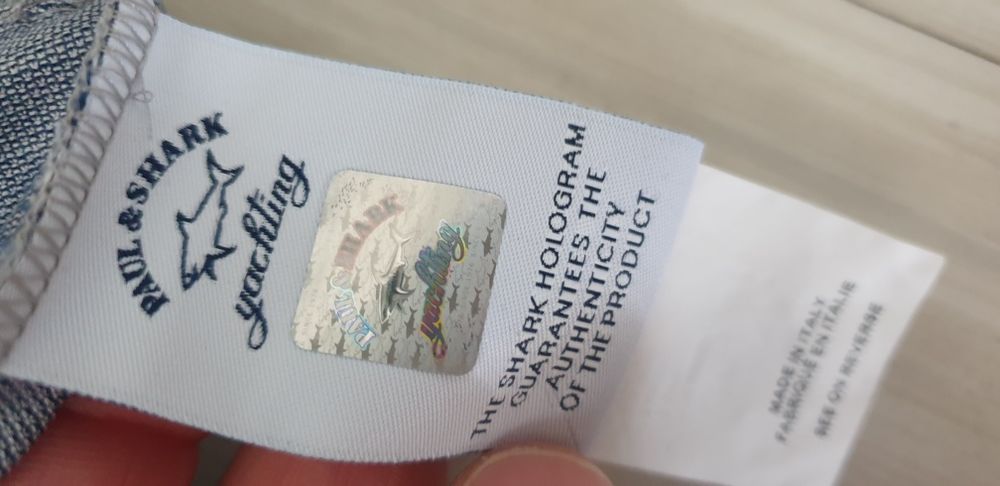 PAUL & SHARK
yachting
PAUL & SHARK
yachting
THE SHARK HOLOGRAM
GUARANTEES THE
AUTHENTICITY
OF THE PRODUCT
MADE IN ITALY
FABRIQUÉ EN ITALIE
SEE ON REVERSE